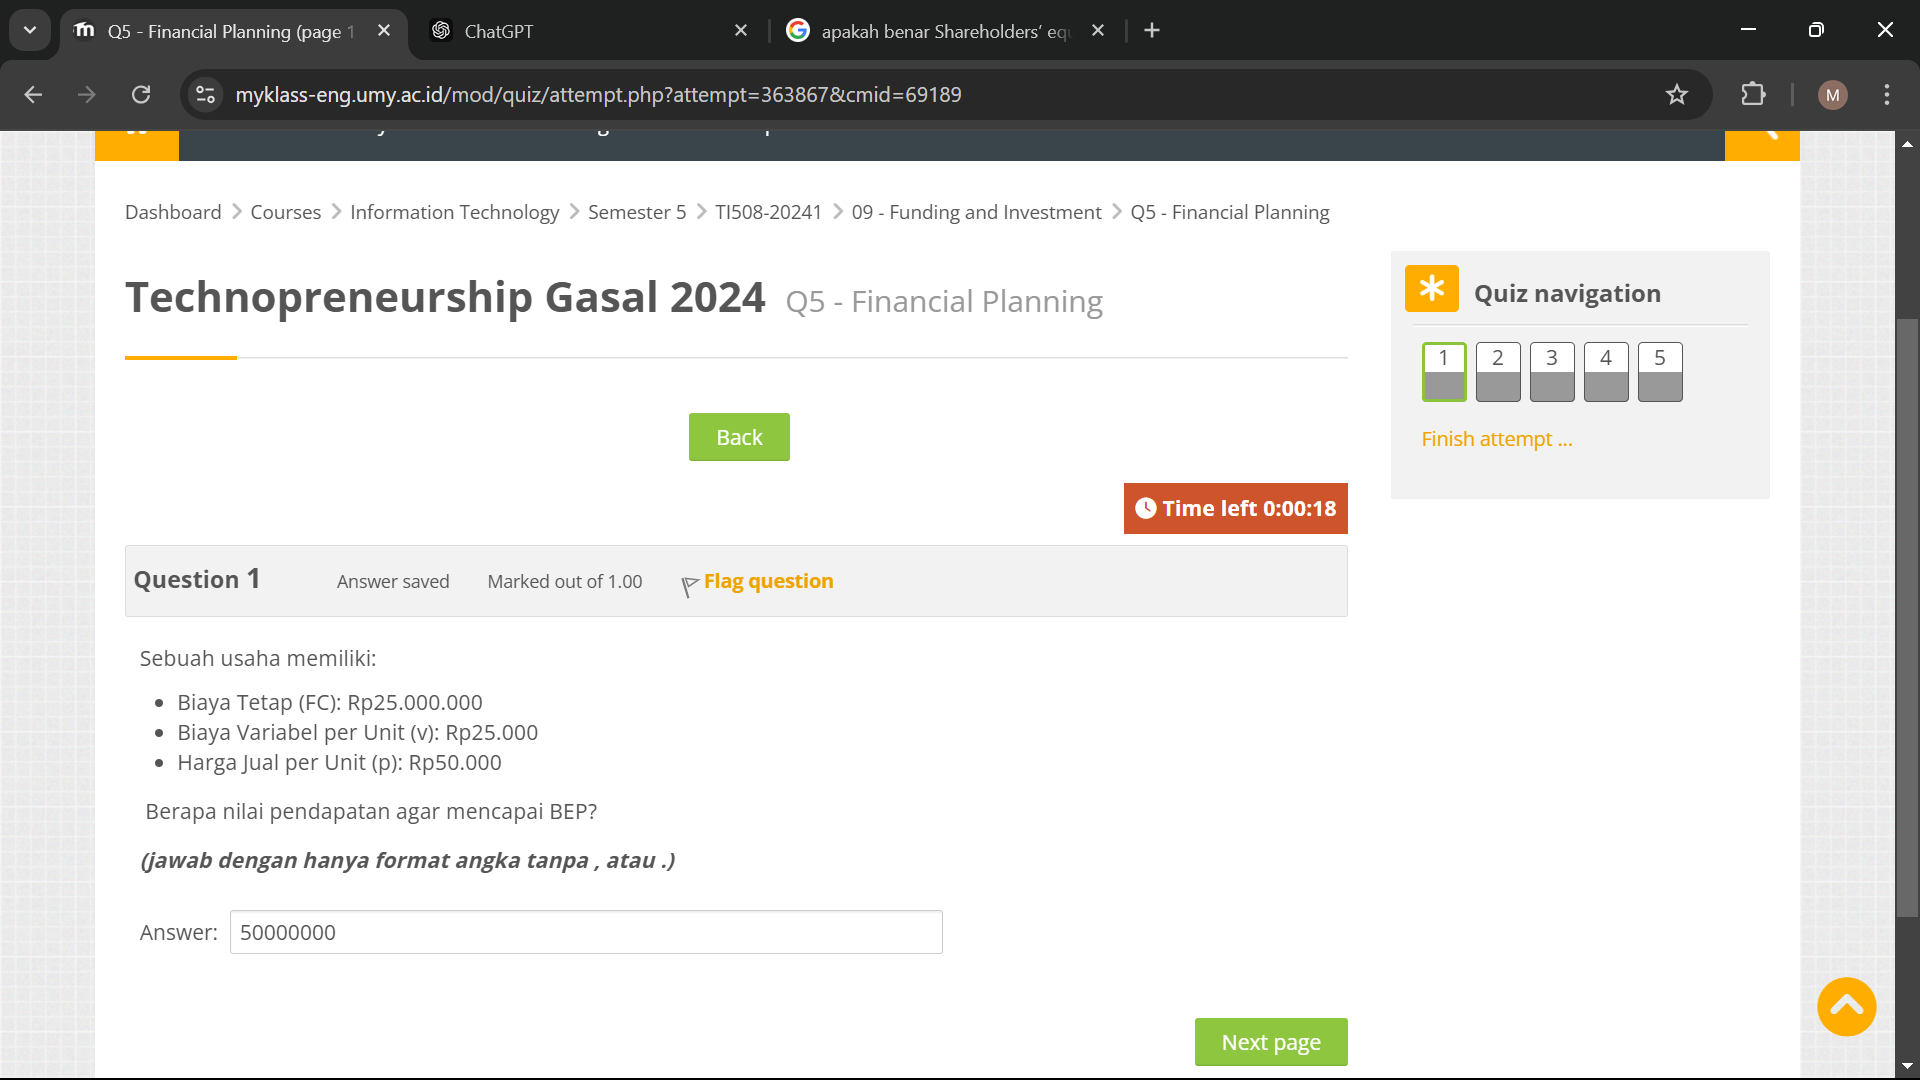 Q5 - Financial Planning (page 1
ChatGPT
apakah benar Shareholders’ equ
myklass-eng.umy.ac.id/mod/quiz/attempt.php?attempt=363867&cmid=69189
M
Dashboard > Courses > Information Technology > Semester 5 > TI508-20241 > 09 - Funding and Investment > Q5 - Financial Planning
Technopreneurship Gasal 2024 Q5 - Financial Planning
Back
Time left 0:00:18
Question 1 Answer saved Marked out of 1.00 Flag question
Sebuah usaha memiliki:
• Biaya Tetap (FC): Rp25.000.000
• Biaya Variabel per Unit (v): Rp25.000
• Harga Jual per Unit (p): Rp50.000
Berapa nilai pendapatan agar mencapai BEP?
(jawab dengan hanya format angka tanpa , atau .)
Answer: 50000000
Next page
Quiz navigation
1 2 3 4 5
Finish attempt ...